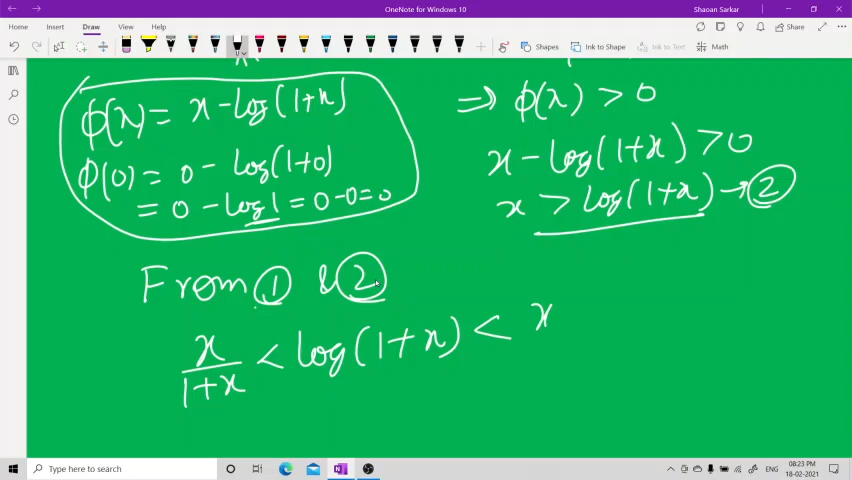 OneNote for Windows 10
Shaoan Sarkar
Home Insert Draw View Help
Share
Shapes Ink to Shape Ink to Text Math
ϕ(x) = x - log(1+x)
ϕ(0) = 0 - log(1+0)
= 0 - log 1 = 0 - 0 = 0
⇒ ϕ(x) > 0
x - log(1+x) > 0
x > log(1+x) → 2
From 1 & 2
x/1+x < log(1+x) < x
Type here to search
ENG
08:23 PM
18-02-2021